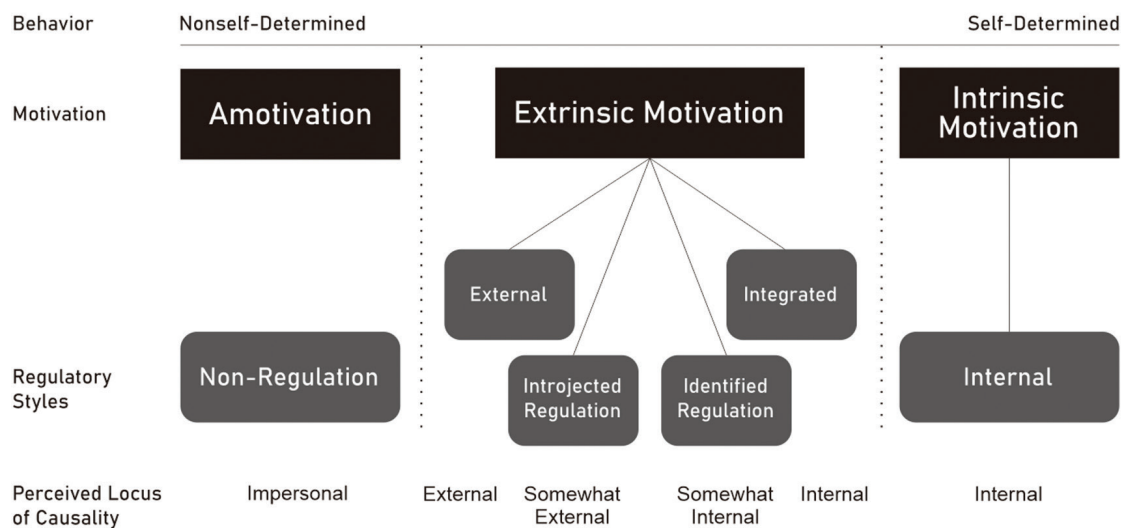 Behavior
Nonself-Determined
Self-Determined
Motivation
Amotivation
Extrinsic Motivation
Intrinsic
Motivation
External
Integrated
Regulatory
Styles
Non-Regulation
Introjected
Regulation
Identified
Regulation
Internal
Perceived Locus
of Causality
Impersonal
External
Somewhat
External
Somewhat
Internal
Internal
Internal